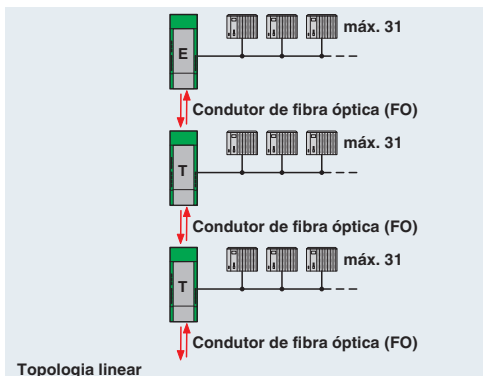 máx. 31
E
Condutor de fibra óptica (FO)
máx. 31
T
Condutor de fibra óptica (FO)
máx. 31
T
Condutor de fibra óptica (FO)
Topologia linear